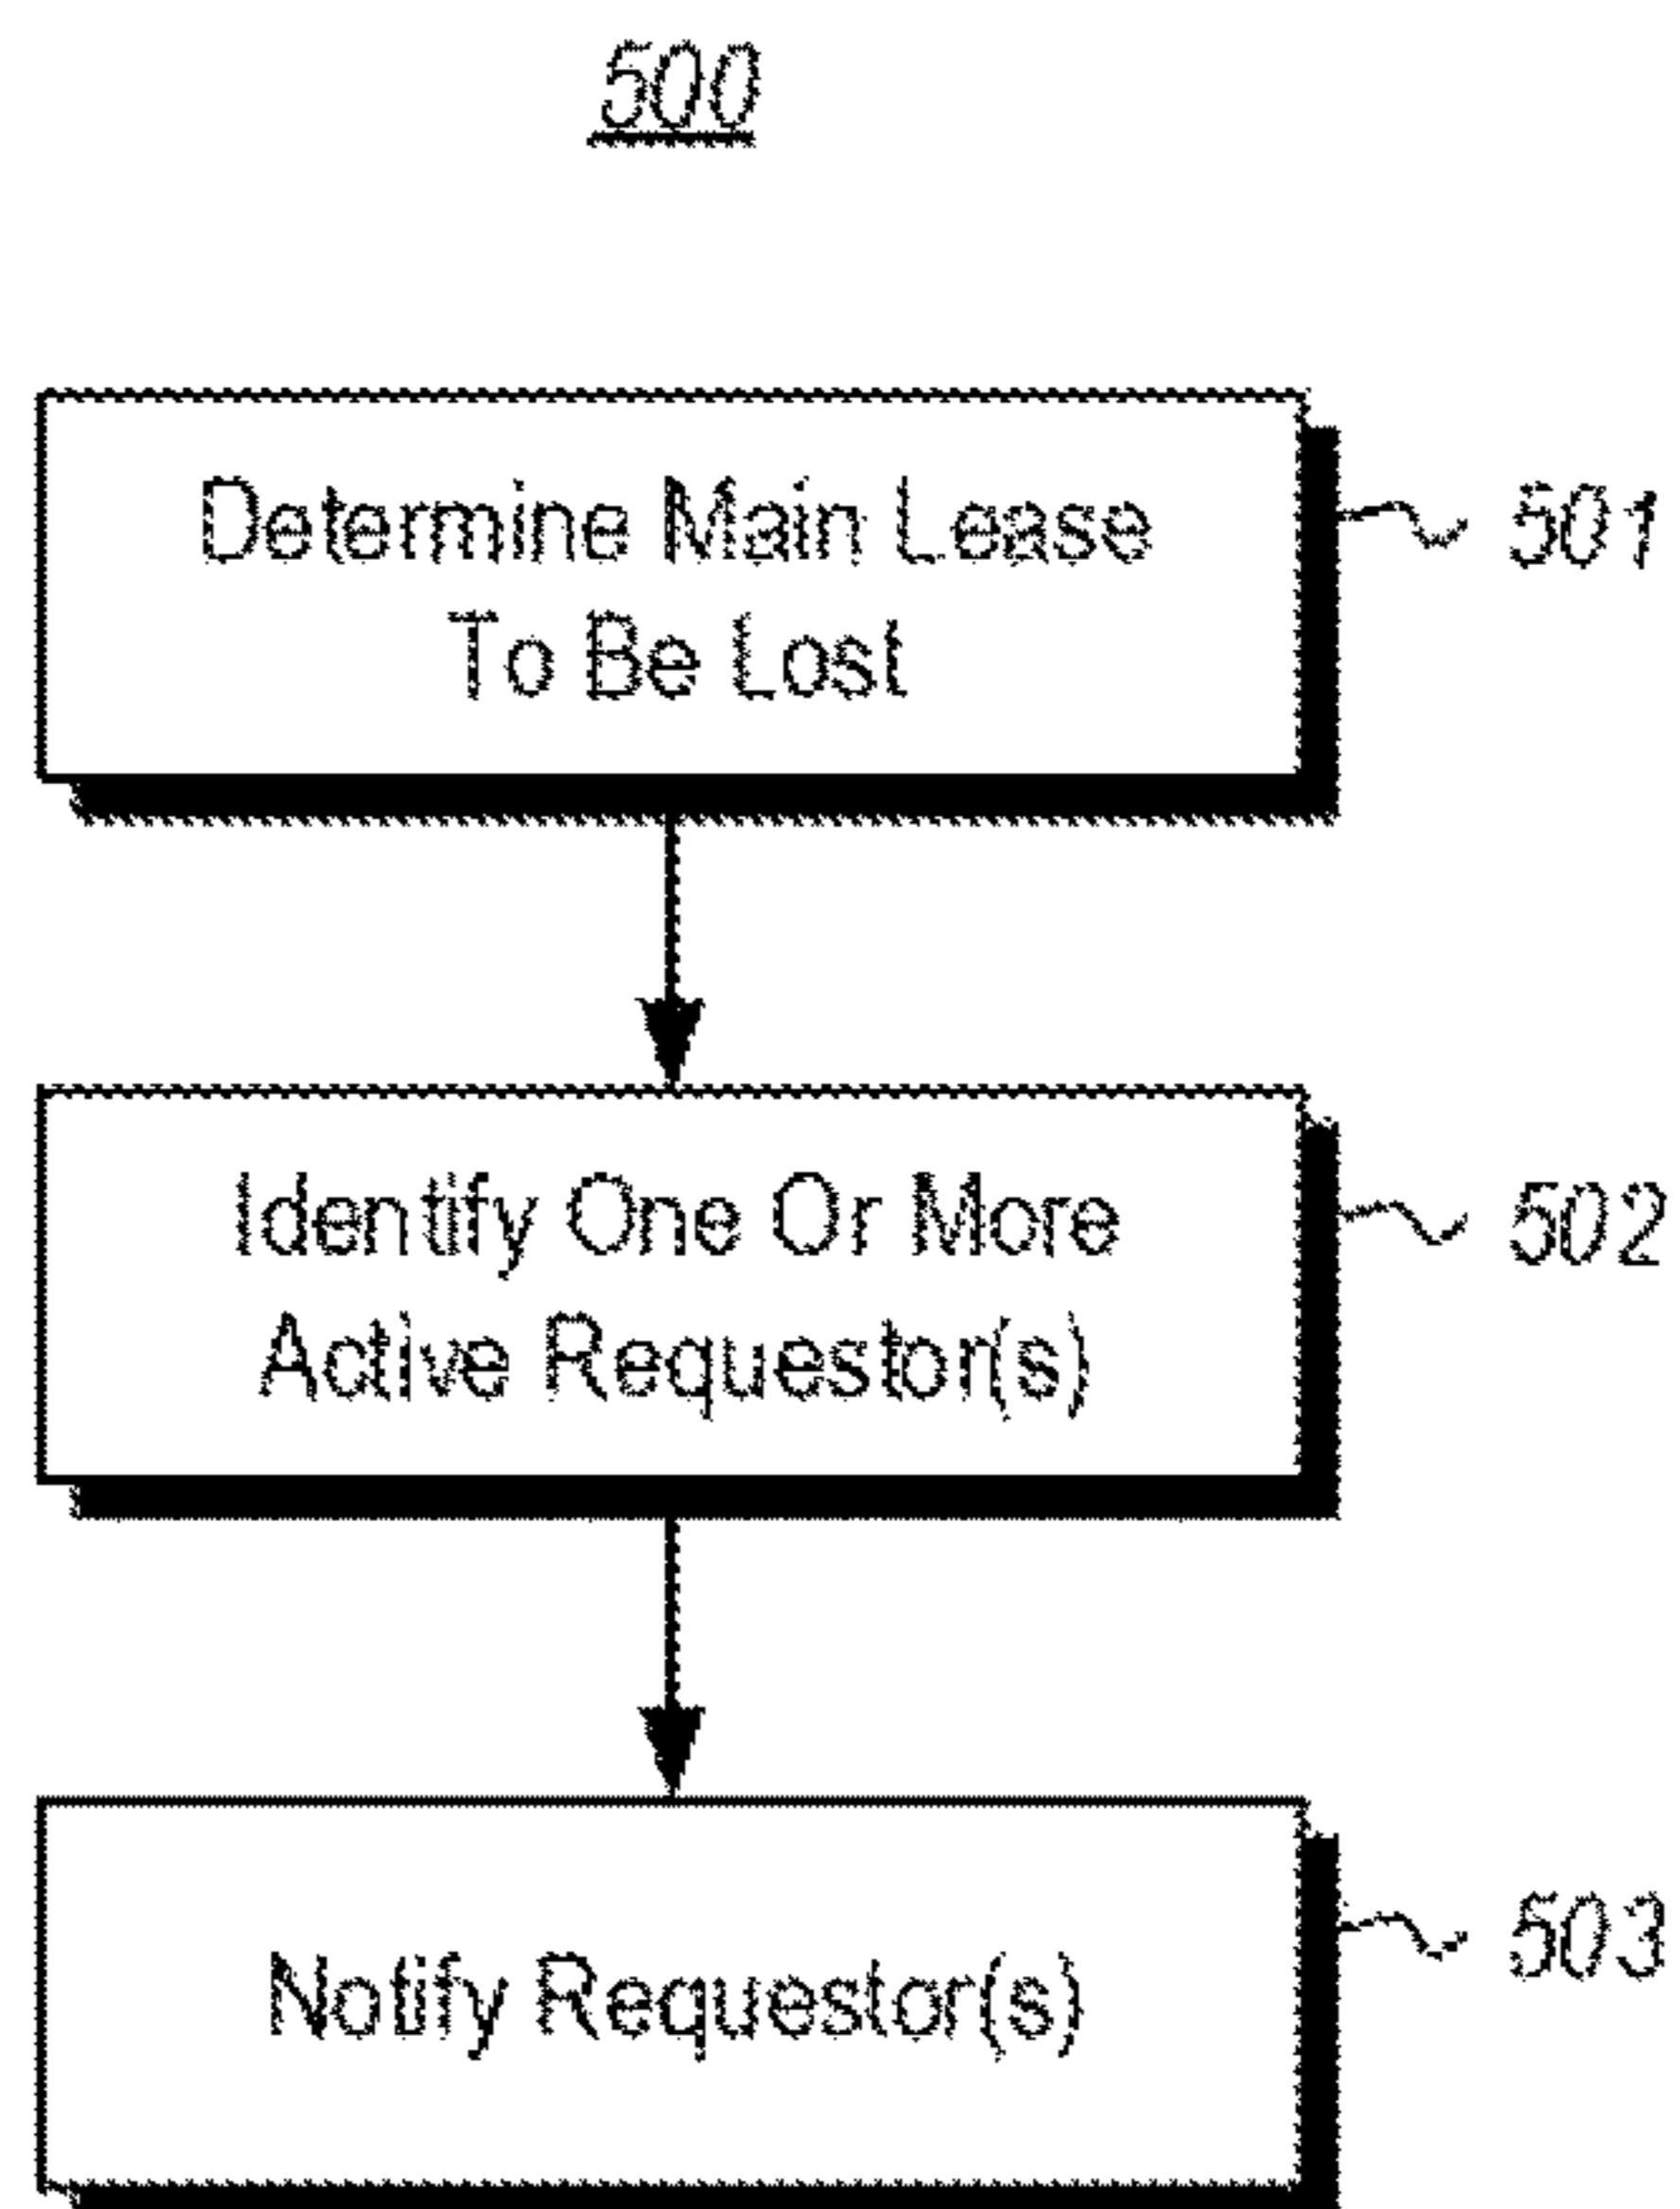 500
Determine Main Lease
To Be Lost
501
Identify One Or More
Active Requestor(s)
502
Notify Requestor(s)
503